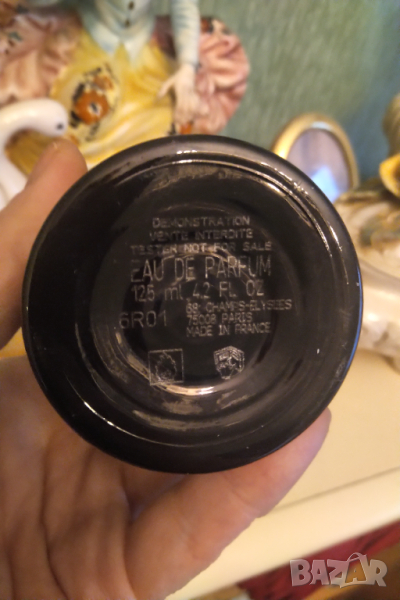 DEMONSTRATION
VENTE INTERDITE
TESTER NOT FOR SALE
EAU DE PARFUM
125 ml 4.2 FL OZ
6R01
68, CHAMPS-ELYSEES
75008 PARIS
MADE IN FRANCE
BAZAR